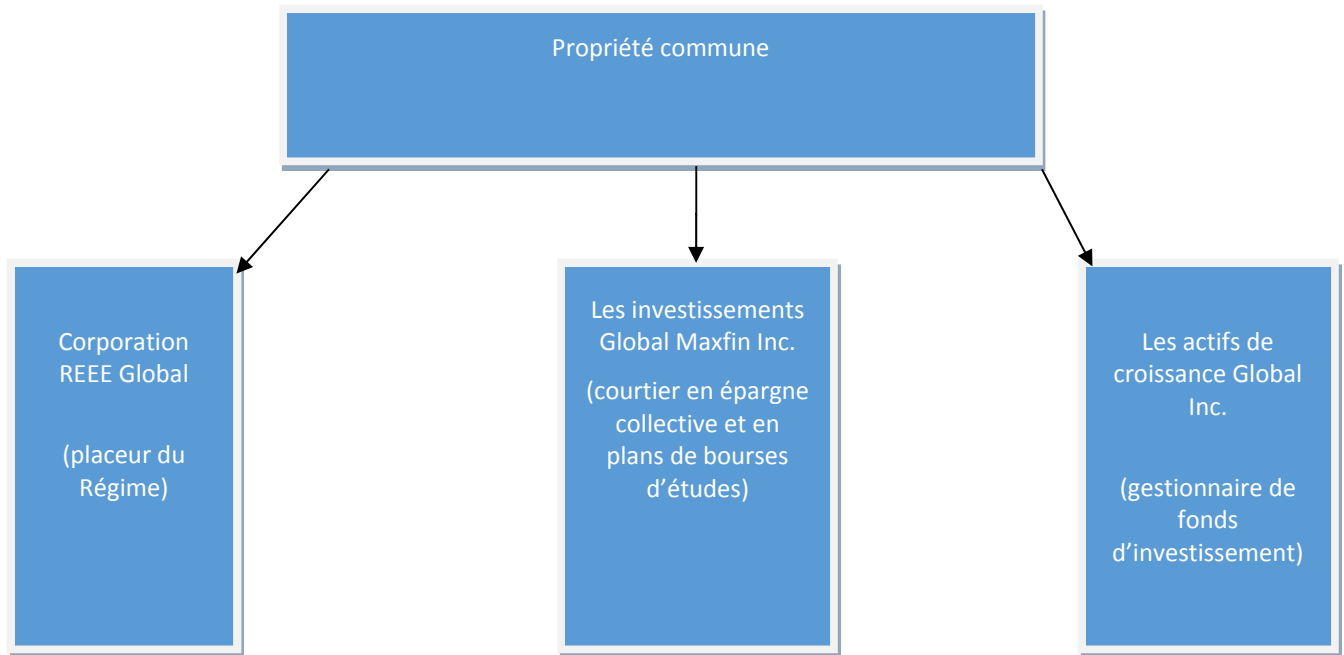 Propriété commune
Corporation
REEE Global
(placeur du
Régime)
Les investissements
Global Maxfin Inc.
(courtier en épargne
collective et en
plans de bourses
d’études)
Les actifs de
croissance Global
Inc.
(gestionnaire de
fonds
d’investissement)